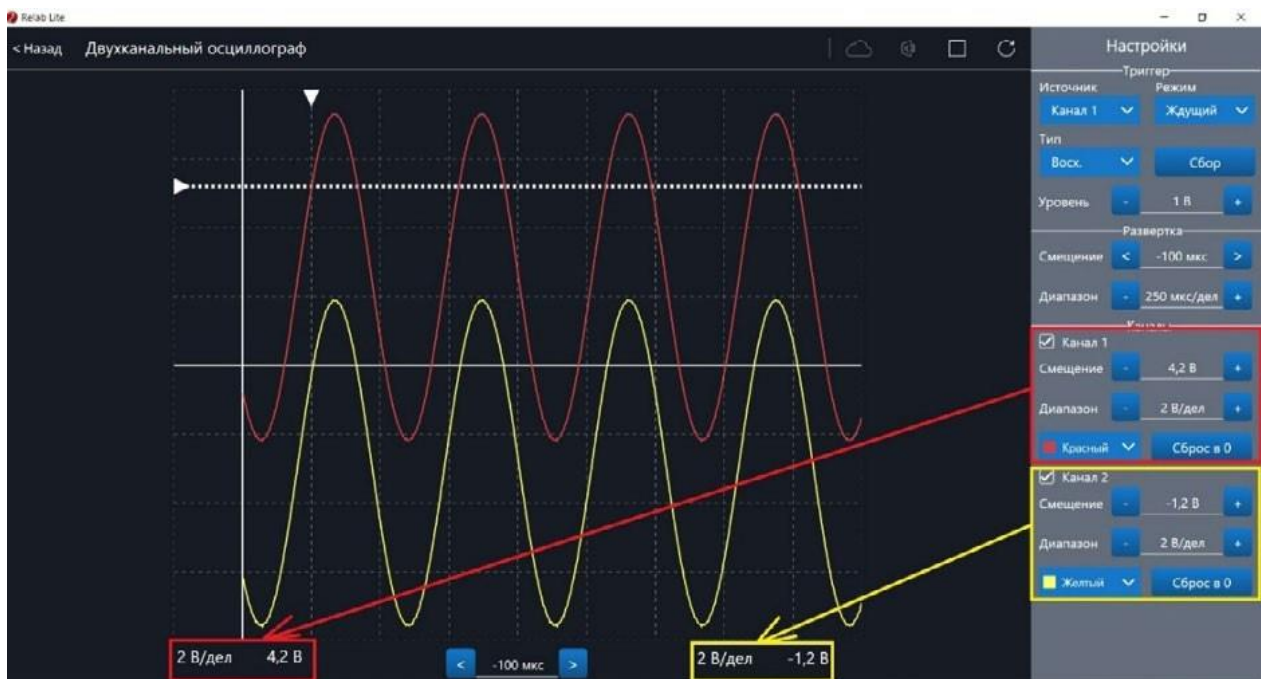 Relab Lite
< Назад Двухканальный осциллограф
Настройки
Триггер
Источник Режим
Канал 1 Ждущий
Тип
Восх. Сбор
Уровень - 1 В +
Развертка
Смещение < -100 мкс >
Диапазон - 250 мкс/дел +
Каналы
Канал 1
Смещение - 4,2 В +
Диапазон - 2 В/дел +
Красный Сброс в 0
Канал 2
Смещение - -1,2 В +
Диапазон - 2 В/дел +
Желтый Сброс в 0
2 В/дел 4,2 В < -100 мкс > 2 В/дел -1,2 В